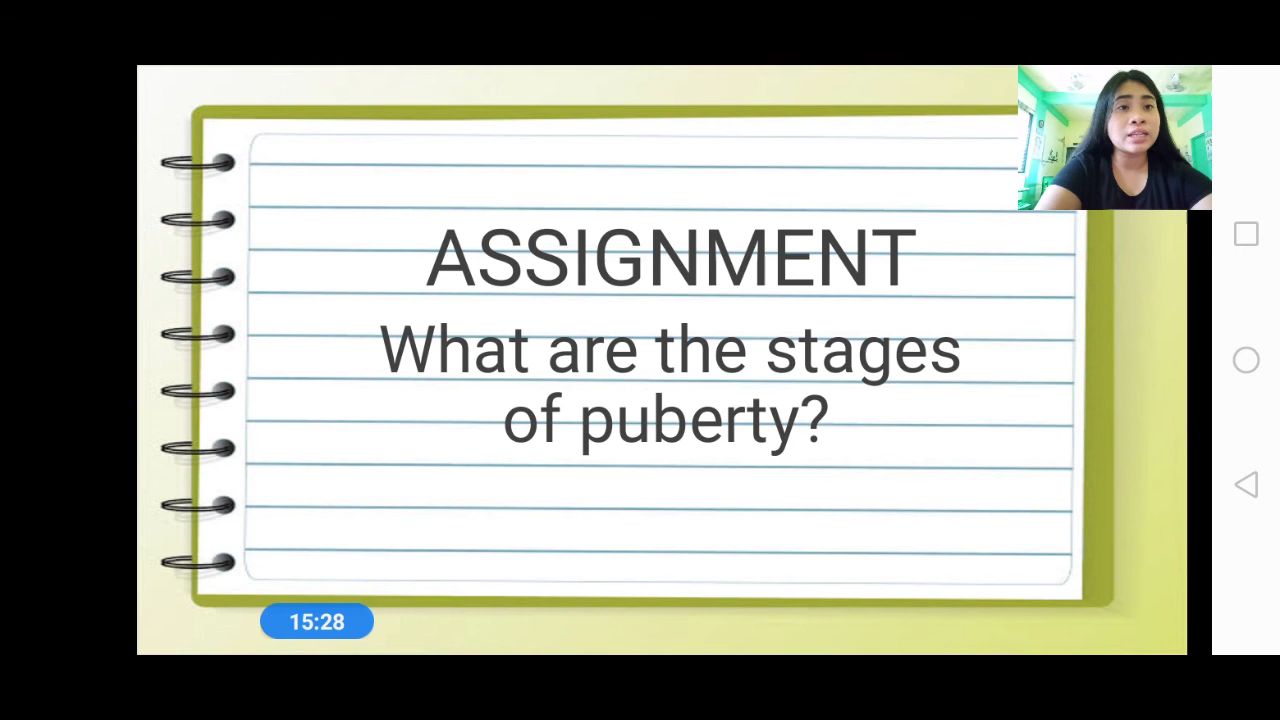 ASSIGNMENT
What are the stages
of puberty?
15:28